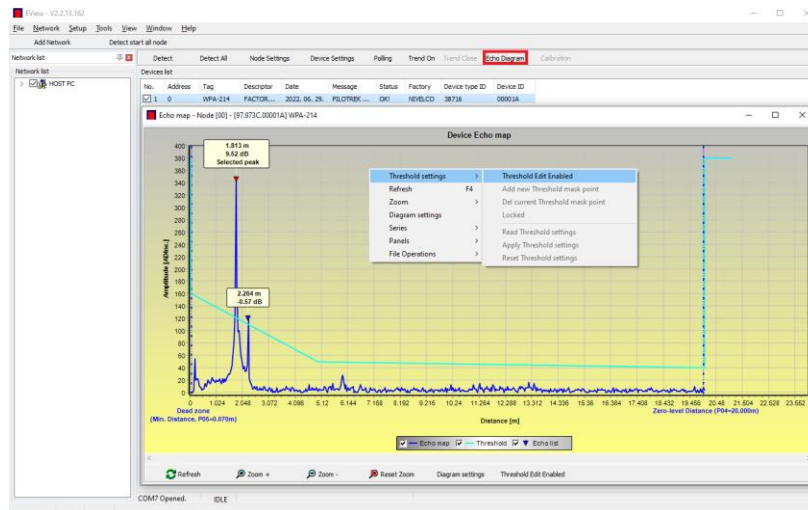 EView - V2.2.13.162
File Network Setup Tools View Window Help
Add Network Detect start all node
Network list
Detect Detect All Node Settings Device Settings Polling Trend On Trend Close Echo Diagram Calibration
Network list
HOST PC
Devices list
No. Address Tag Descriptor Date Message Status Factory Device type ID Device ID
1 0 WPA-214 FACTOR... 2022. 06. 29. PILOTREK ... OK! NIVELCO 38716 00001A
Echo map - Node [00] - [97.973C.00001A] WPA-214
Device Echo map
Amplitude [ADInc.]
400
380
360
340
320
300
280
260
240
220
200
180
160
140
120
100
80
60
40
20
0
1.813 m
9.62 dB
Selected peak
2.264 m
-0.57 dB
Threshold settings
Refresh F4
Zoom
Diagram settings
Series
Panels
File Operations
Threshold Edit Enabled
Add new Threshold mask point
Del current Threshold mask point
Locked
Read Threshold settings
Apply Threshold settings
Reset Threshold settings
0 1.024 2.048 3.072 4.096 5.12 6.144 7.168 8.192 9.216 10.24 11.264 12.288 13.312 14.336 15.36 16.384 17.408 18.432 19.456 20.48 21.504 22.528 23.552
Dead zone
(Min. Distance, P05=0.070m)
Distance [m]
Zero-level Distance (P04=20.000m)
Echo map Threshold Echo list
Refresh Zoom + Zoom - Reset Zoom Diagram settings Threshold Edit Enabled
COM7 Opened. IDLE